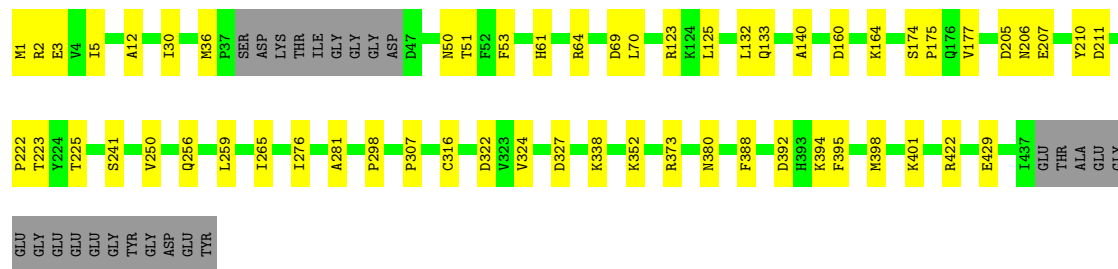 M1 R2 E3 V4 I5 A12 I30 M36 P37 SER ASP LYS THR ILE GLY GLY GLY ASP D47 N50 T51 F52 F53 H61 R64 D69 L70 R123 K124 L125 L132 Q133 A140 D160 K164 S174 P175 Q176 V177 D205 N206 E207 Y210 D211
P222 T223 Y224 T225 S241 V250 Q256 L259 I265 I276 A281 P298 P307 C316 D322 V323 V324 D327 K338 K352 R373 N380 F388 D392 H393 K394 F395 M398 K401 R422 E429 I437 GLU THR ALA GLU GLY
GLU GLY GLU GLU GLU GLY TYR GLY ASP GLU TYR